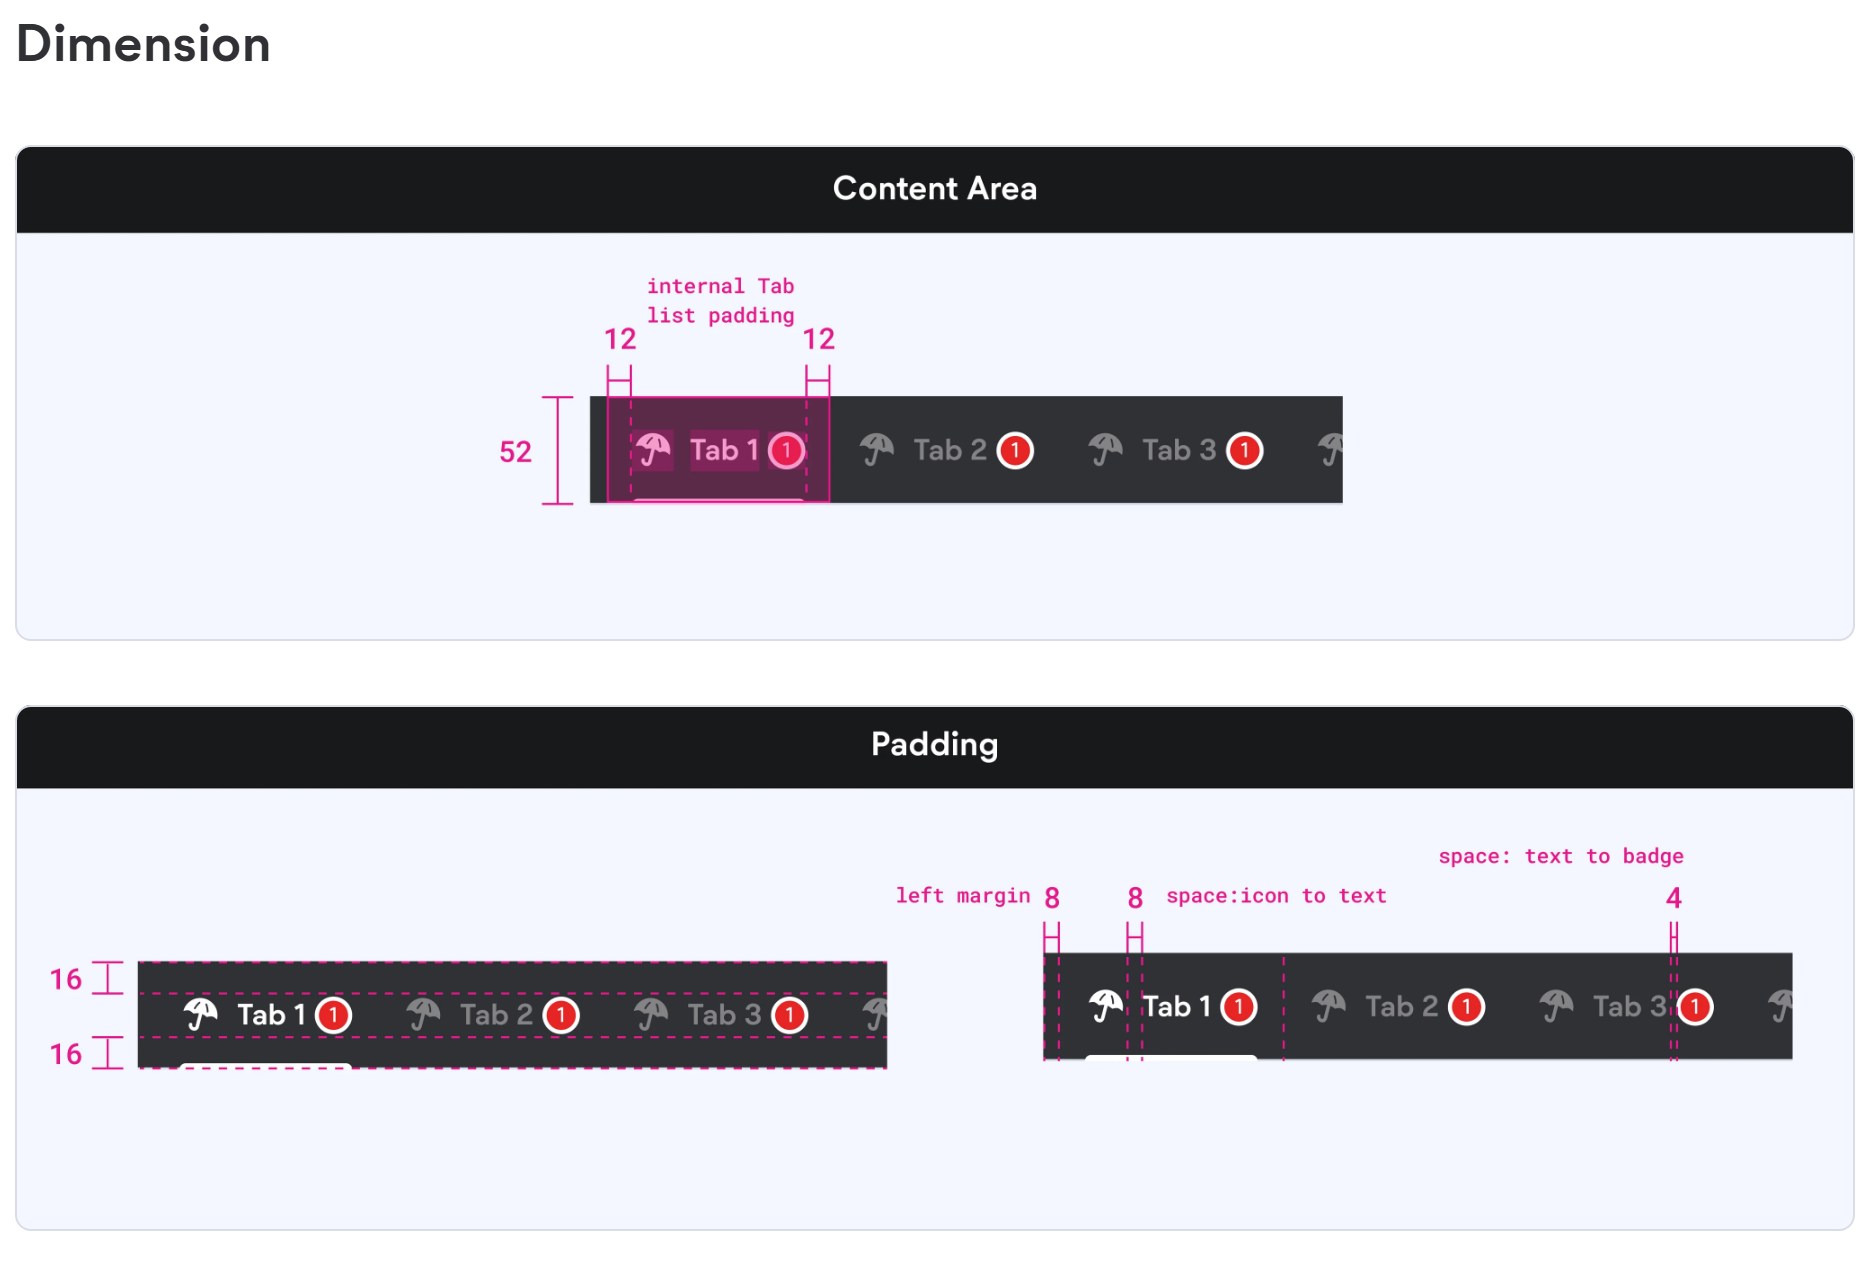 Dimension
Content Area
internal Tab
list padding
12 12
52
Tab 1 1 Tab 2 1 Tab 3 1
Padding
space: text to badge
left margin 8 8 space:icon to text 4
16
16
Tab 1 1 Tab 2 1 Tab 3 1
Tab 1 1 Tab 2 1 Tab 3 1